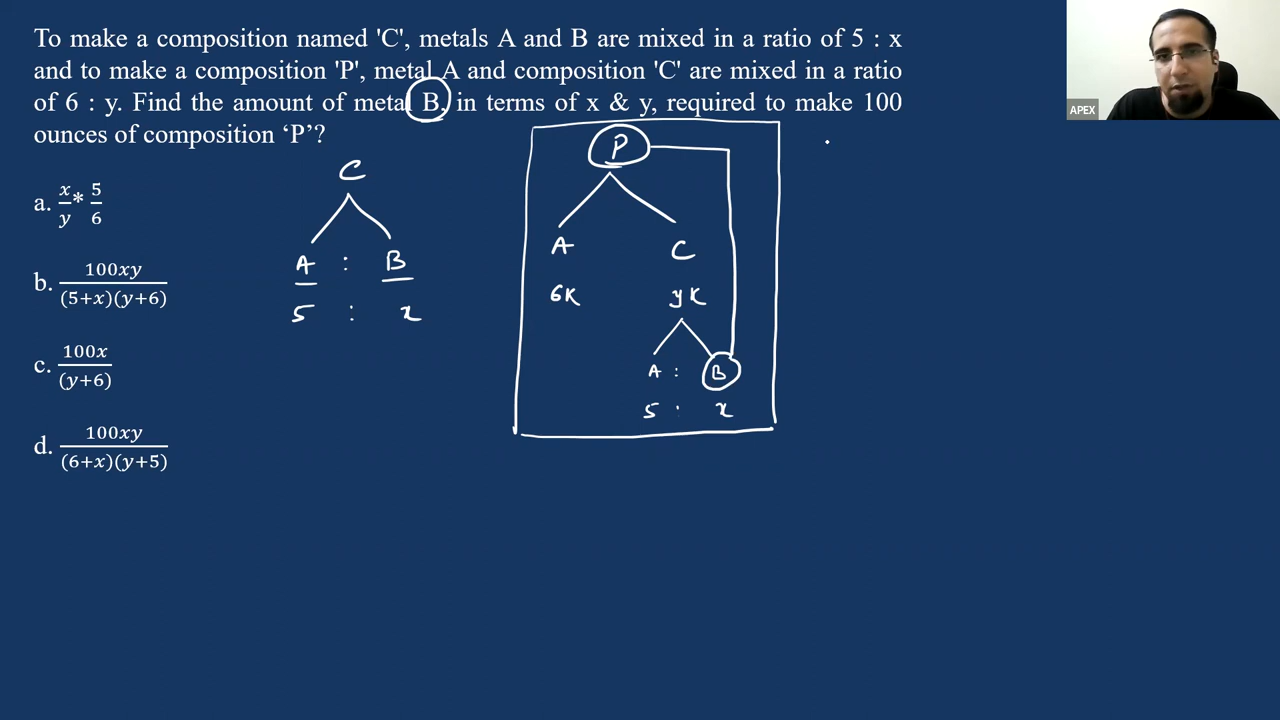 To make a composition named 'C', metals A and B are mixed in a ratio of 5 : x
and to make a composition 'P', metal A and composition 'C' are mixed in a ratio
of 6 : y. Find the amount of metal B, in terms of x & y, required to make 100
ounces of composition ‘P’?
APEX
a. x/y * 5/6
b. 100xy/(5+x)(y+6)
c. 100x/(y+6)
d. 100xy/(6+x)(y+5)
C
A : B
5 : x
P
A C
6K yK
A : B
5 : x